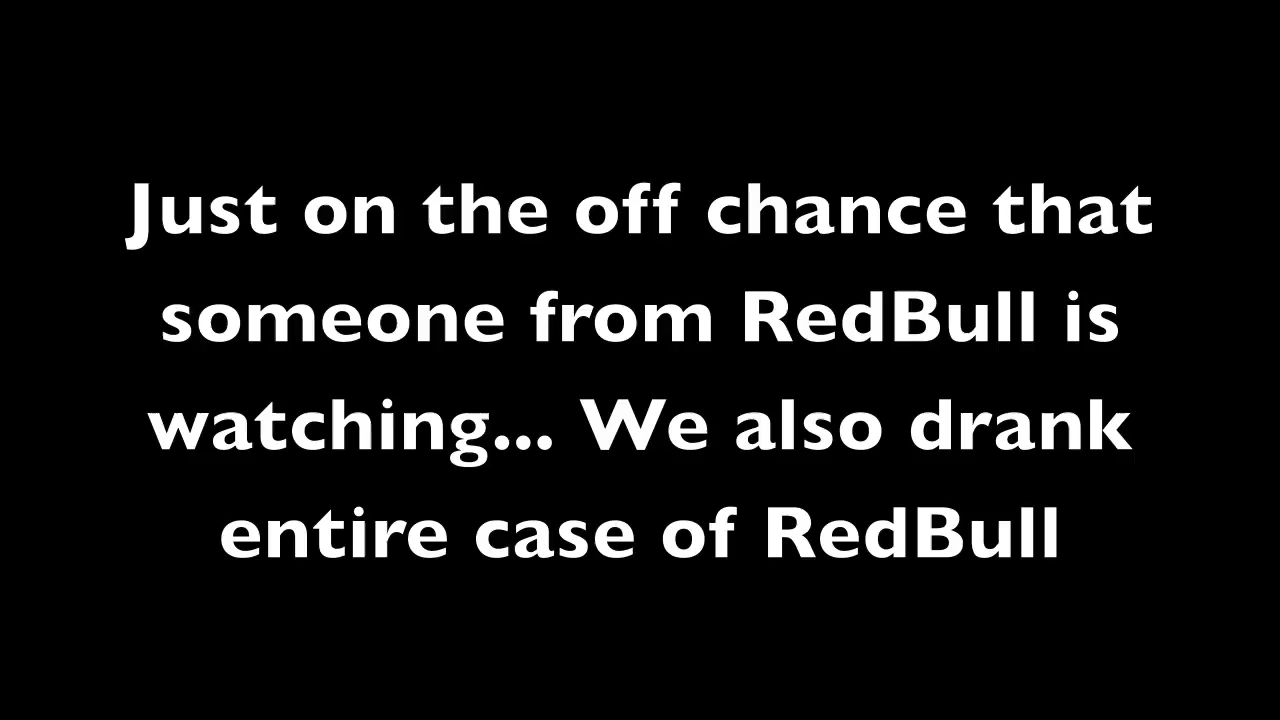 Just on the off chance that
someone from RedBull is
watching... We also drank
entire case of RedBull